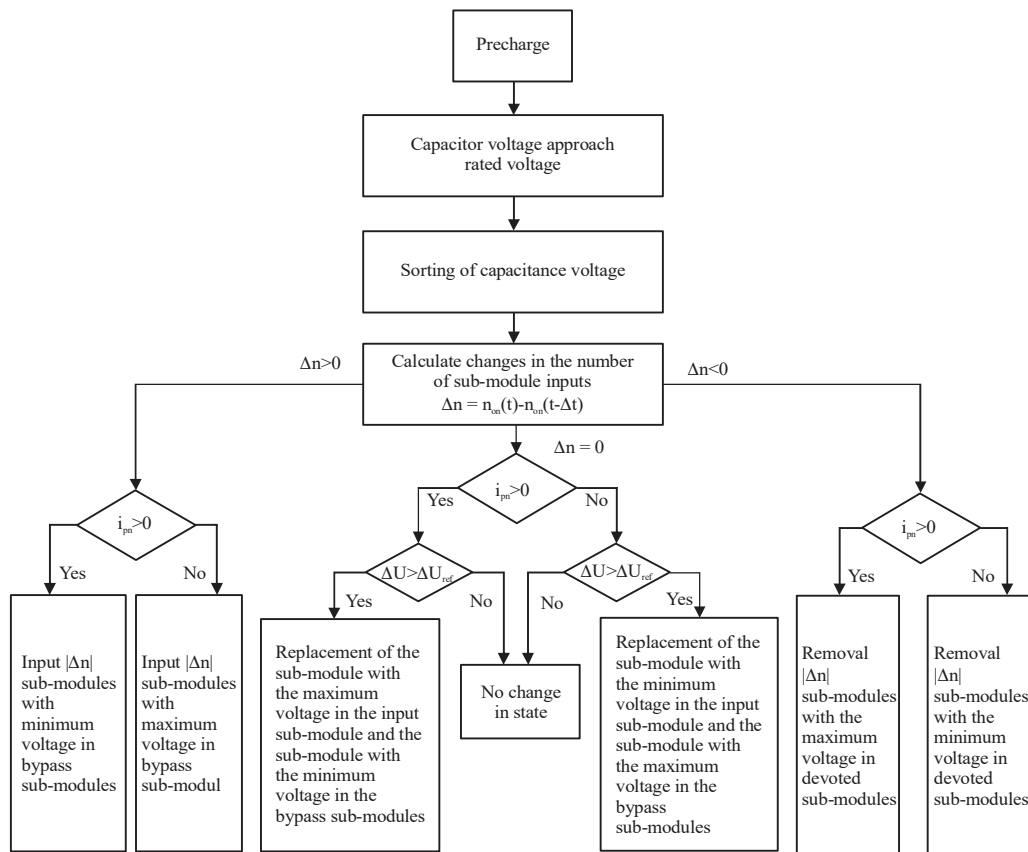 Precharge
Capacitor voltage approach
rated voltage
Sorting of capacitance voltage
Δn>0
Calculate changes in the number
of sub-module inputs
Δn = n_on(t)-n_on(t-Δt)
Δn<0
Δn = 0
i_pn>0
Yes
No
i_pn>0
Yes
No
ΔU>ΔU_ref
Yes
No
ΔU>ΔU_ref
No
Yes
i_pn>0
Yes
No
Input |Δn|
sub-modules
with
minimum
voltage in
bypass
sub-modules
Input |Δn|
sub-modules
with
maximum
voltage in
bypass
sub-modul
Replacement of the
sub-module with
the maximum
voltage in the input
sub-module and the
sub-module with
the minimum
voltage in the
bypass sub-modules
No change
in state
Replacement of the
sub-module with
the minimum
voltage in the input
sub-module and the
sub-module with
the maximum
voltage in the
bypass
sub-modules
Removal
|Δn|
sub-modules
with the
maximum
voltage in
devoted
sub-modules
Removal
|Δn|
sub-modules
with the
minimum
voltage in
devoted
sub-modules